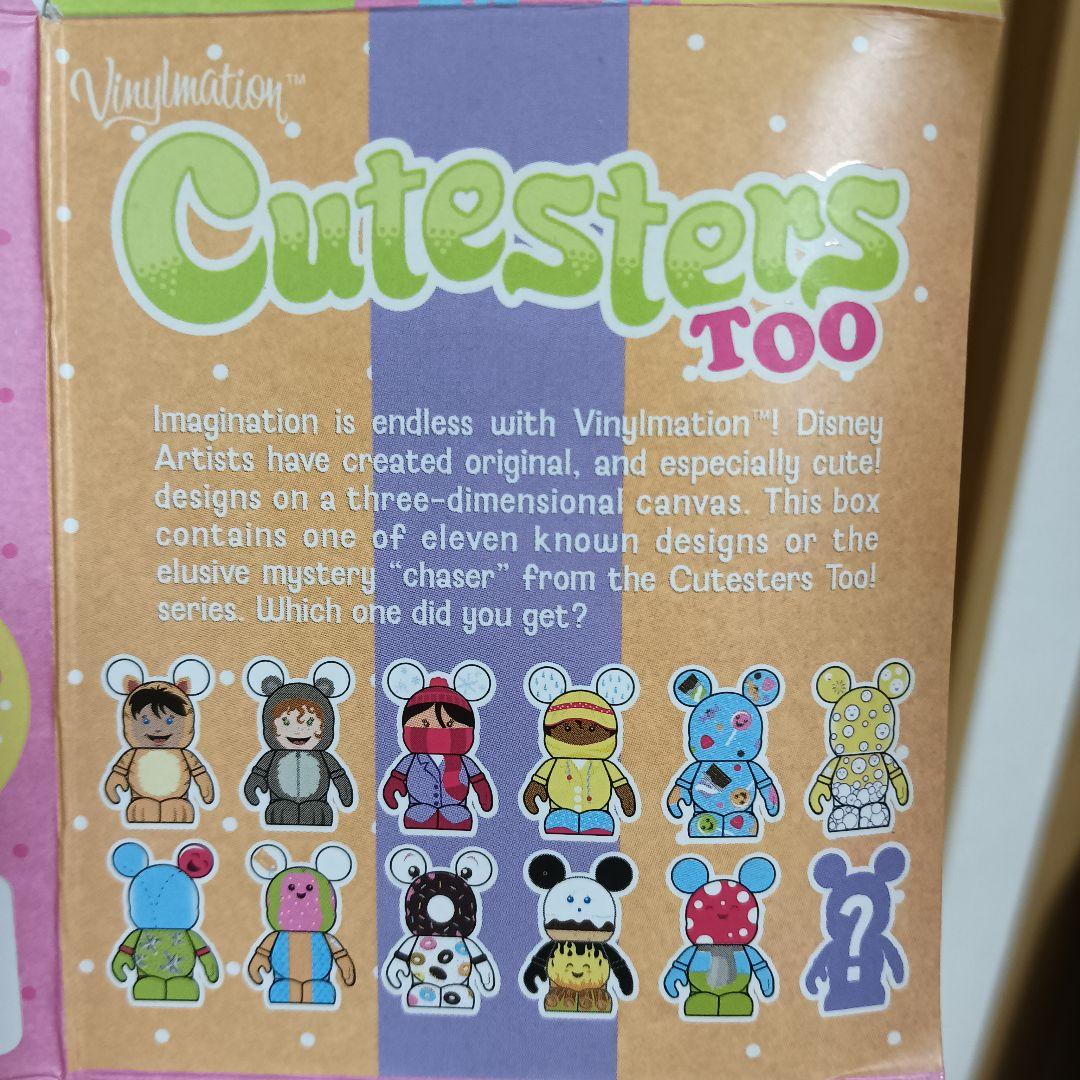 Vinylmation™
Cutesters
TOO
Imagination is endless with Vinylmation™! Disney
Artists have created original, and especially cute!
designs on a three-dimensional canvas. This box
contains one of eleven known designs or the
elusive mystery “chaser” from the Cutesters Too!
series. Which one did you get?
?